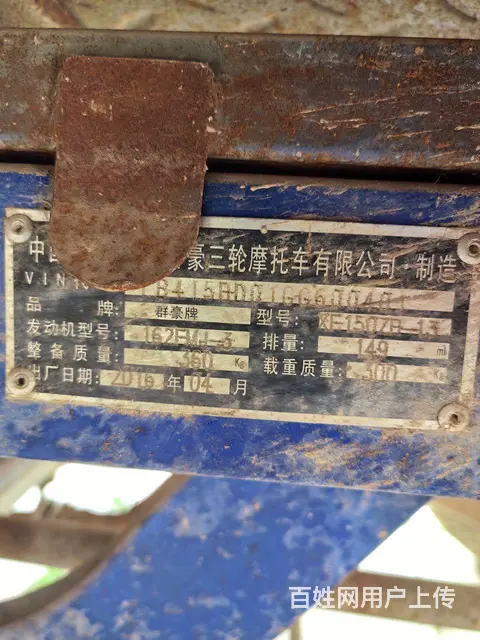 中 豪三轮摩托车有限公司·制造
VIN
品 牌: 群豪牌 型号: 150ZH-13
发动机型号: 162FMJ-3 排量: 149 ml
整备质量: 360 Kg 载重质量: 300 Kg
出厂日期: 2016 年 04 月
百姓网用户上传